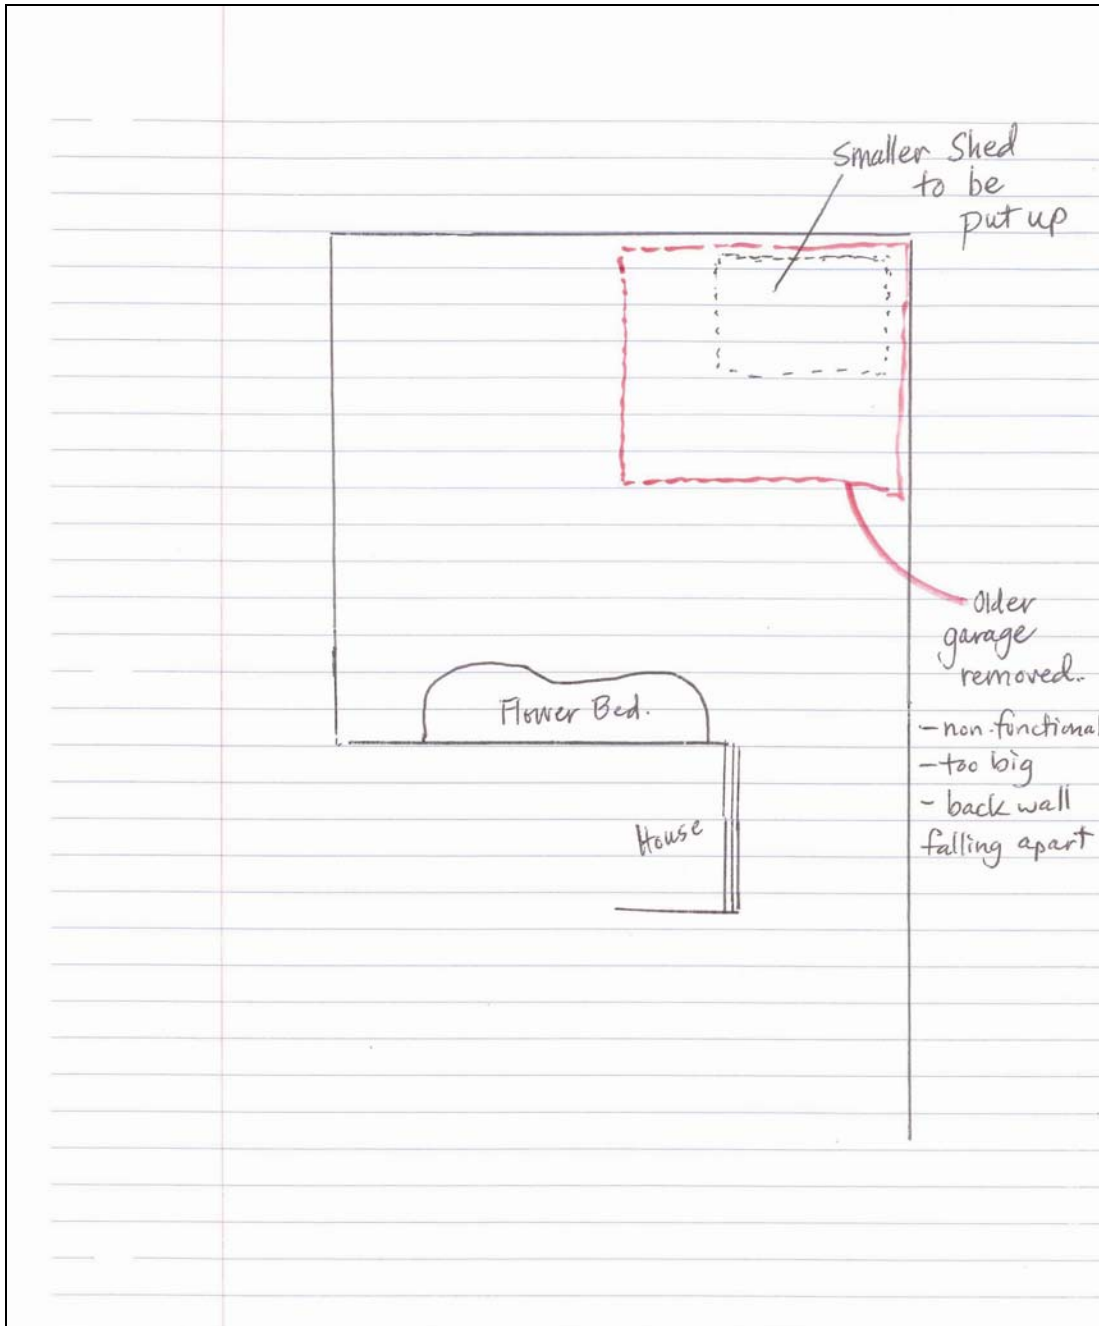 Smaller Shed
to be
put up
Older
garage
removed..
- non-functional
- too big
- back wall
falling apart
Flower Bed.
House